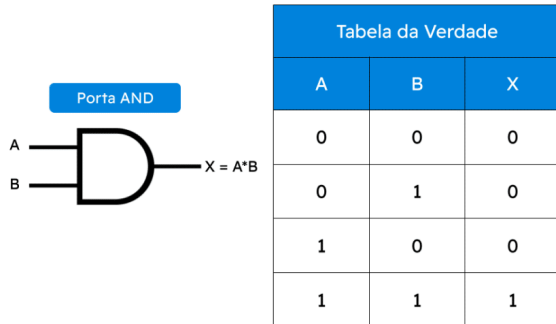 Porta AND
A
B
X = A*B
Tabela da Verdade
A B X
0 0 0
0 1 0
1 0 0
1 1 1